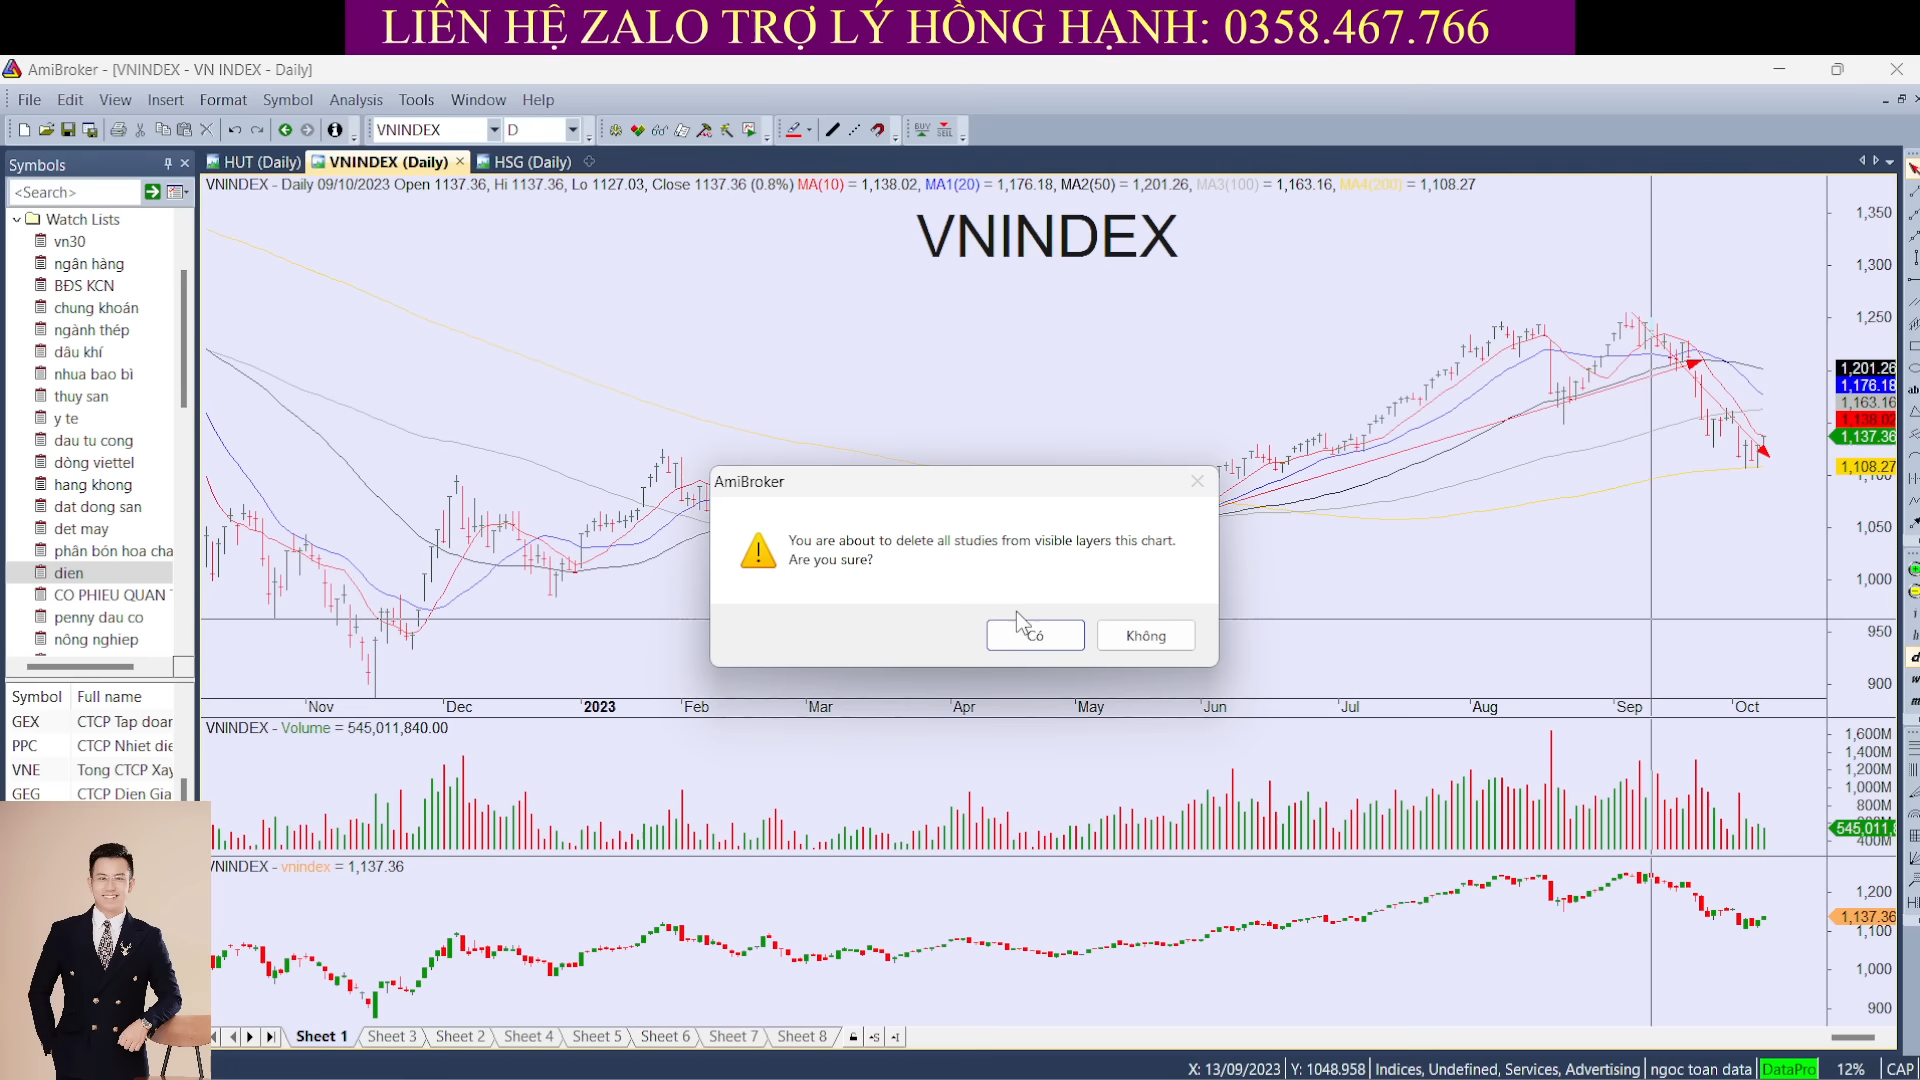 LIÊN HỆ ZALO TRỢ LÝ HỒNG HẠNH: 0358.467.766
AmiBroker - [VNINDEX - VN INDEX - Daily]
File Edit View Insert Format Symbol Analysis Tools Window Help
VNINDEX D BUY SELL
Symbols
HUT (Daily) VNINDEX (Daily) HSG (Daily)
<Search>
VNINDEX - Daily 09/10/2023 Open 1137.36, Hi 1137.36, Lo 1127.03, Close 1137.36 (0.8%) MA(10) = 1,138.02, MA1(20) = 1,176.18, MA2(50) = 1,201.26, MA3(100) = 1,163.16, MA4(200) = 1,108.27
VNINDEX
Watch Lists
vn30
ngân hàng
BĐS KCN
chung khoán
ngành thép
dâu khí
nhua bao bì
thuy san
y te
dau tu cong
dòng viettel
hang khong
dat dong san
det may
phân bón hoa cha
dien
CO PHIEU QUAN
penny dau co
nông nghiep
1,350
1,300
1,250
1,201.26
1,176.18
1,163.16
1,138.02
1,137.36
1,108.27
1,100
1,050
1,000
950
900
AmiBroker
You are about to delete all studies from visible layers this chart.
Are you sure?
Có Không
Nov Dec 2023 Feb Mar Apr May Jun Jul Aug Sep Oct
Symbol Full name
GEX CTCP Tap doar
PPC CTCP Nhiet die
VNE Tong CTCP Xay
GEG CTCP Dien Gia
VNINDEX - Volume = 545,011,840.00
1,600M
1,400M
1,200M
1,000M
800M
545,011,
400M
VNINDEX - vnindex = 1,137.36
1,200
1,137.36
1,100
1,000
900
Sheet 1 Sheet 3 Sheet 2 Sheet 4 Sheet 5 Sheet 6 Sheet 7 Sheet 8
X: 13/09/2023 Y: 1048.958 Indices, Undefined, Services, Advertising ngoc toan data DataPro 12% CAP